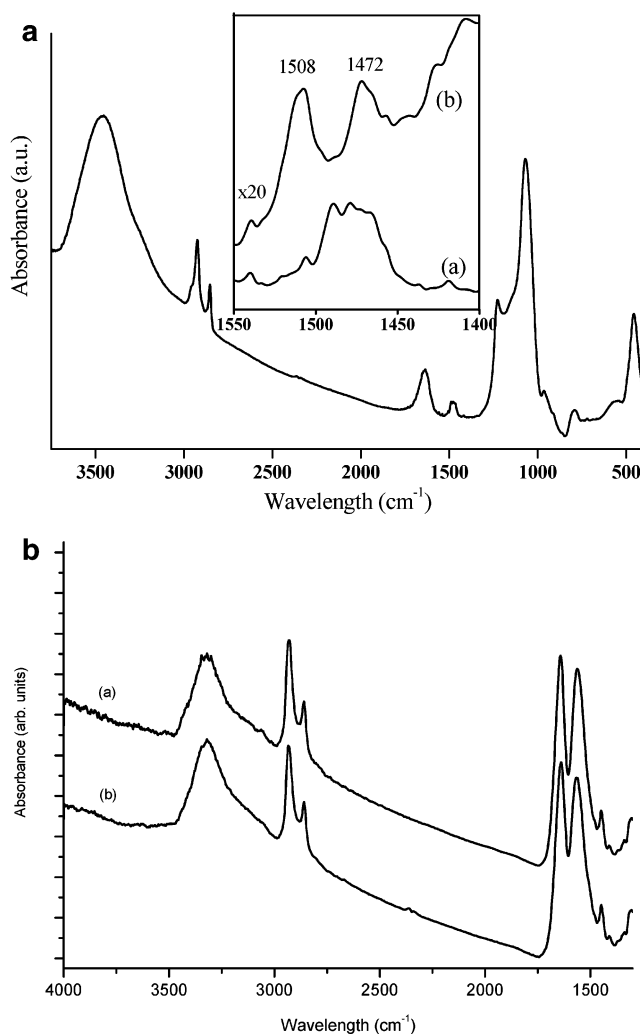 a
Absorbance (a.u.)
1508
1472
(b)
x20
(a)
1550 1500 1450 1400
3500 3000 2500 2000 1500 1000 500
Wavelength (cm-1)
b
Absorbance (arb. units)
(a)
(b)
4000 3500 3000 2500 2000 1500
Wavelength (cm-1)